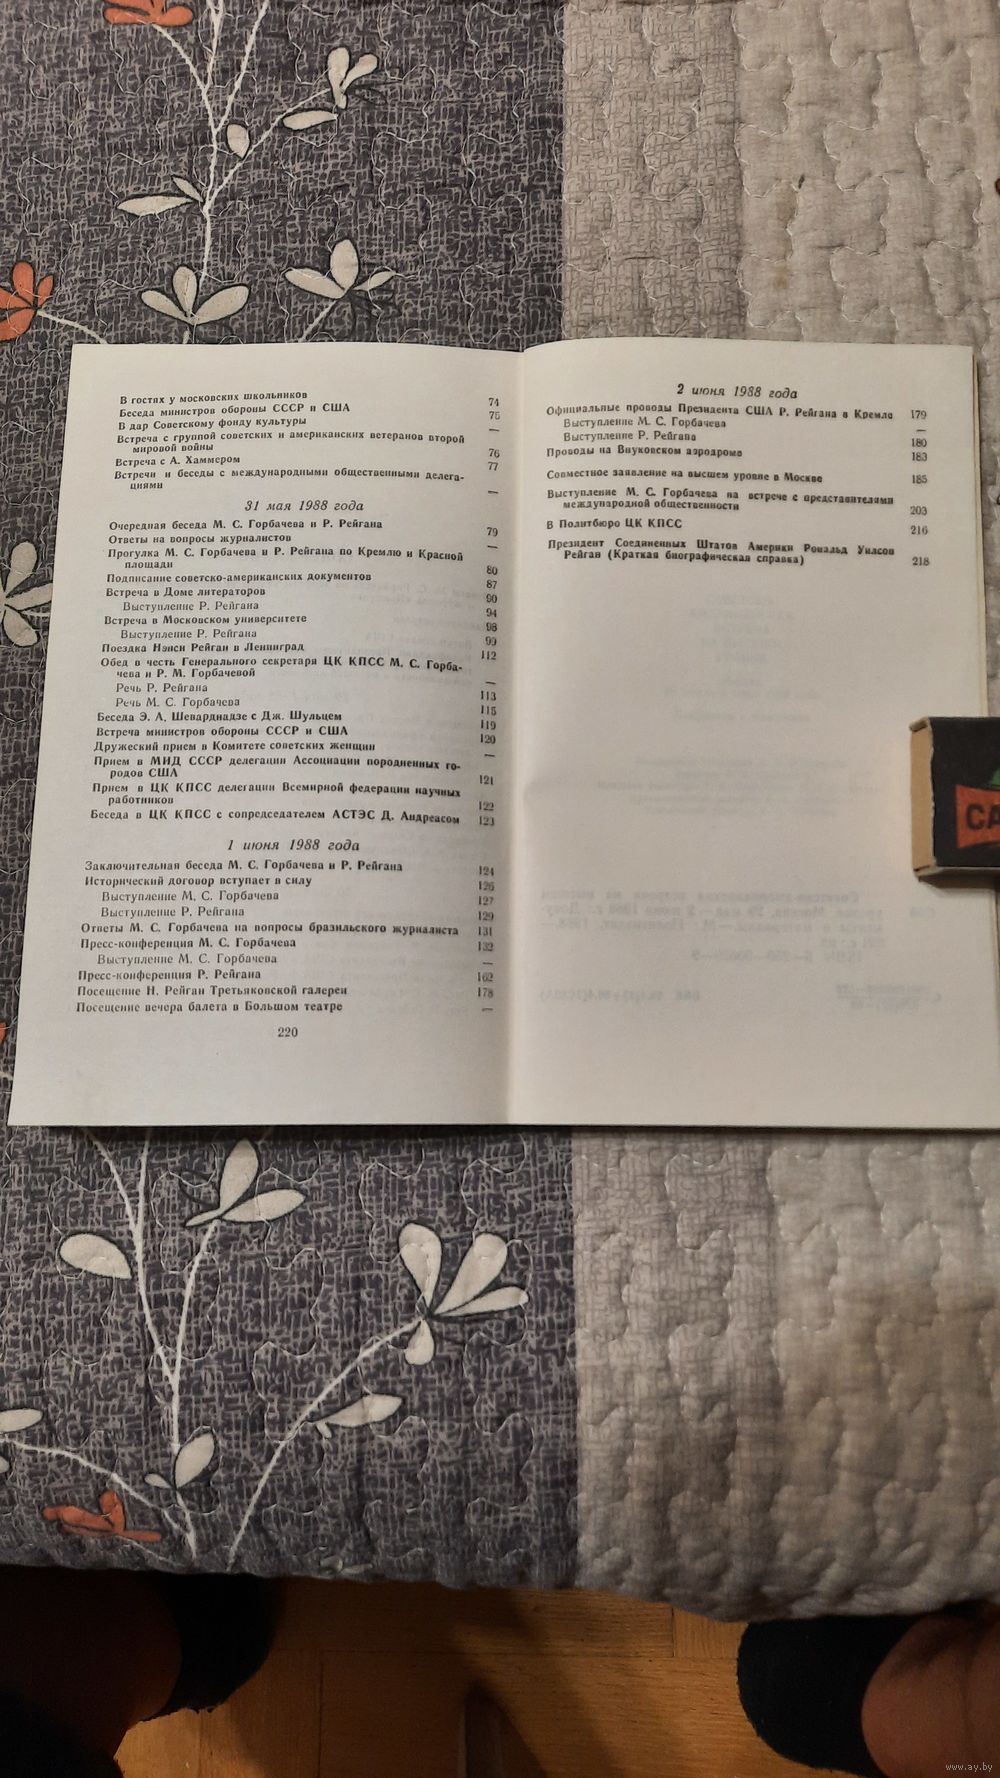 В гостях у московских школьников 74
Беседа министров обороны СССР и США 75
В дар Советскому фонду культуры —
Встреча с группой советских и американских ветеранов второй
мировой войны 76
Встреча с А. Хаммером 77
Встречи и беседы с международными общественными делега-
циями —
31 мая 1988 года
Очередная беседа М. С. Горбачева и Р. Рейгана 79
Ответы на вопросы журналистов —
Прогулка М. С. Горбачева и Р. Рейгана по Кремлю и Красной
площади 80
Подписание советско-американских документов 87
Встреча в Доме литераторов 90
Выступление Р. Рейгана 94
Встреча в Московском университете 98
Выступление Р. Рейгана 99
Поездка Нэнси Рейган в Ленинград 112
Обед в честь Генерального секретаря ЦК КПСС М. С. Горба-
чева и Р. М. Горбачевой —
Речь Р. Рейгана 113
Речь М. С. Горбачева 115
Беседа Э. А. Шеварднадзе с Дж. Шульцем 119
Встреча министров обороны СССР и США 120
Дружеский прием в Комитете советских женщин —
Прием в МИД СССР делегации Ассоциации породненных го-
родов США 121
Прием в ЦК КПСС делегации Всемирной федерации научных
работников 122
Беседа в ЦК КПСС с сопредседателем АСТЭС Д. Андреасом 123
1 июня 1988 года
Заключительная беседа М. С. Горбачева и Р. Рейгана 124
Исторический договор вступает в силу 126
Выступление М. С. Горбачева 127
Выступление Р. Рейгана 129
Ответы М. С. Горбачева на вопросы бразильского журналиста 131
Пресс-конференция М. С. Горбачева 132
Выступление М. С. Горбачева —
Пресс-конференция Р. Рейгана 162
Посещение Н. Рейган Третьяковской галереи 178
Посещение вечера балета в Большом театре —
220
2 июня 1988 года
Официальные проводы Президента США Р. Рейгана в Кремле 179
Выступление М. С. Горбачева —
Выступление Р. Рейгана 180
Проводы на Внуковском аэродроме 183
Совместное заявление на высшем уровне в Москве 185
Выступление М. С. Горбачева на встрече с представителями
международной общественности 203
В Политбюро ЦК КПСС 216
Президент Соединенных Штатов Америки Рональд Уилсон
Рейган (Краткая биографическая справка) 218
www.ay.by